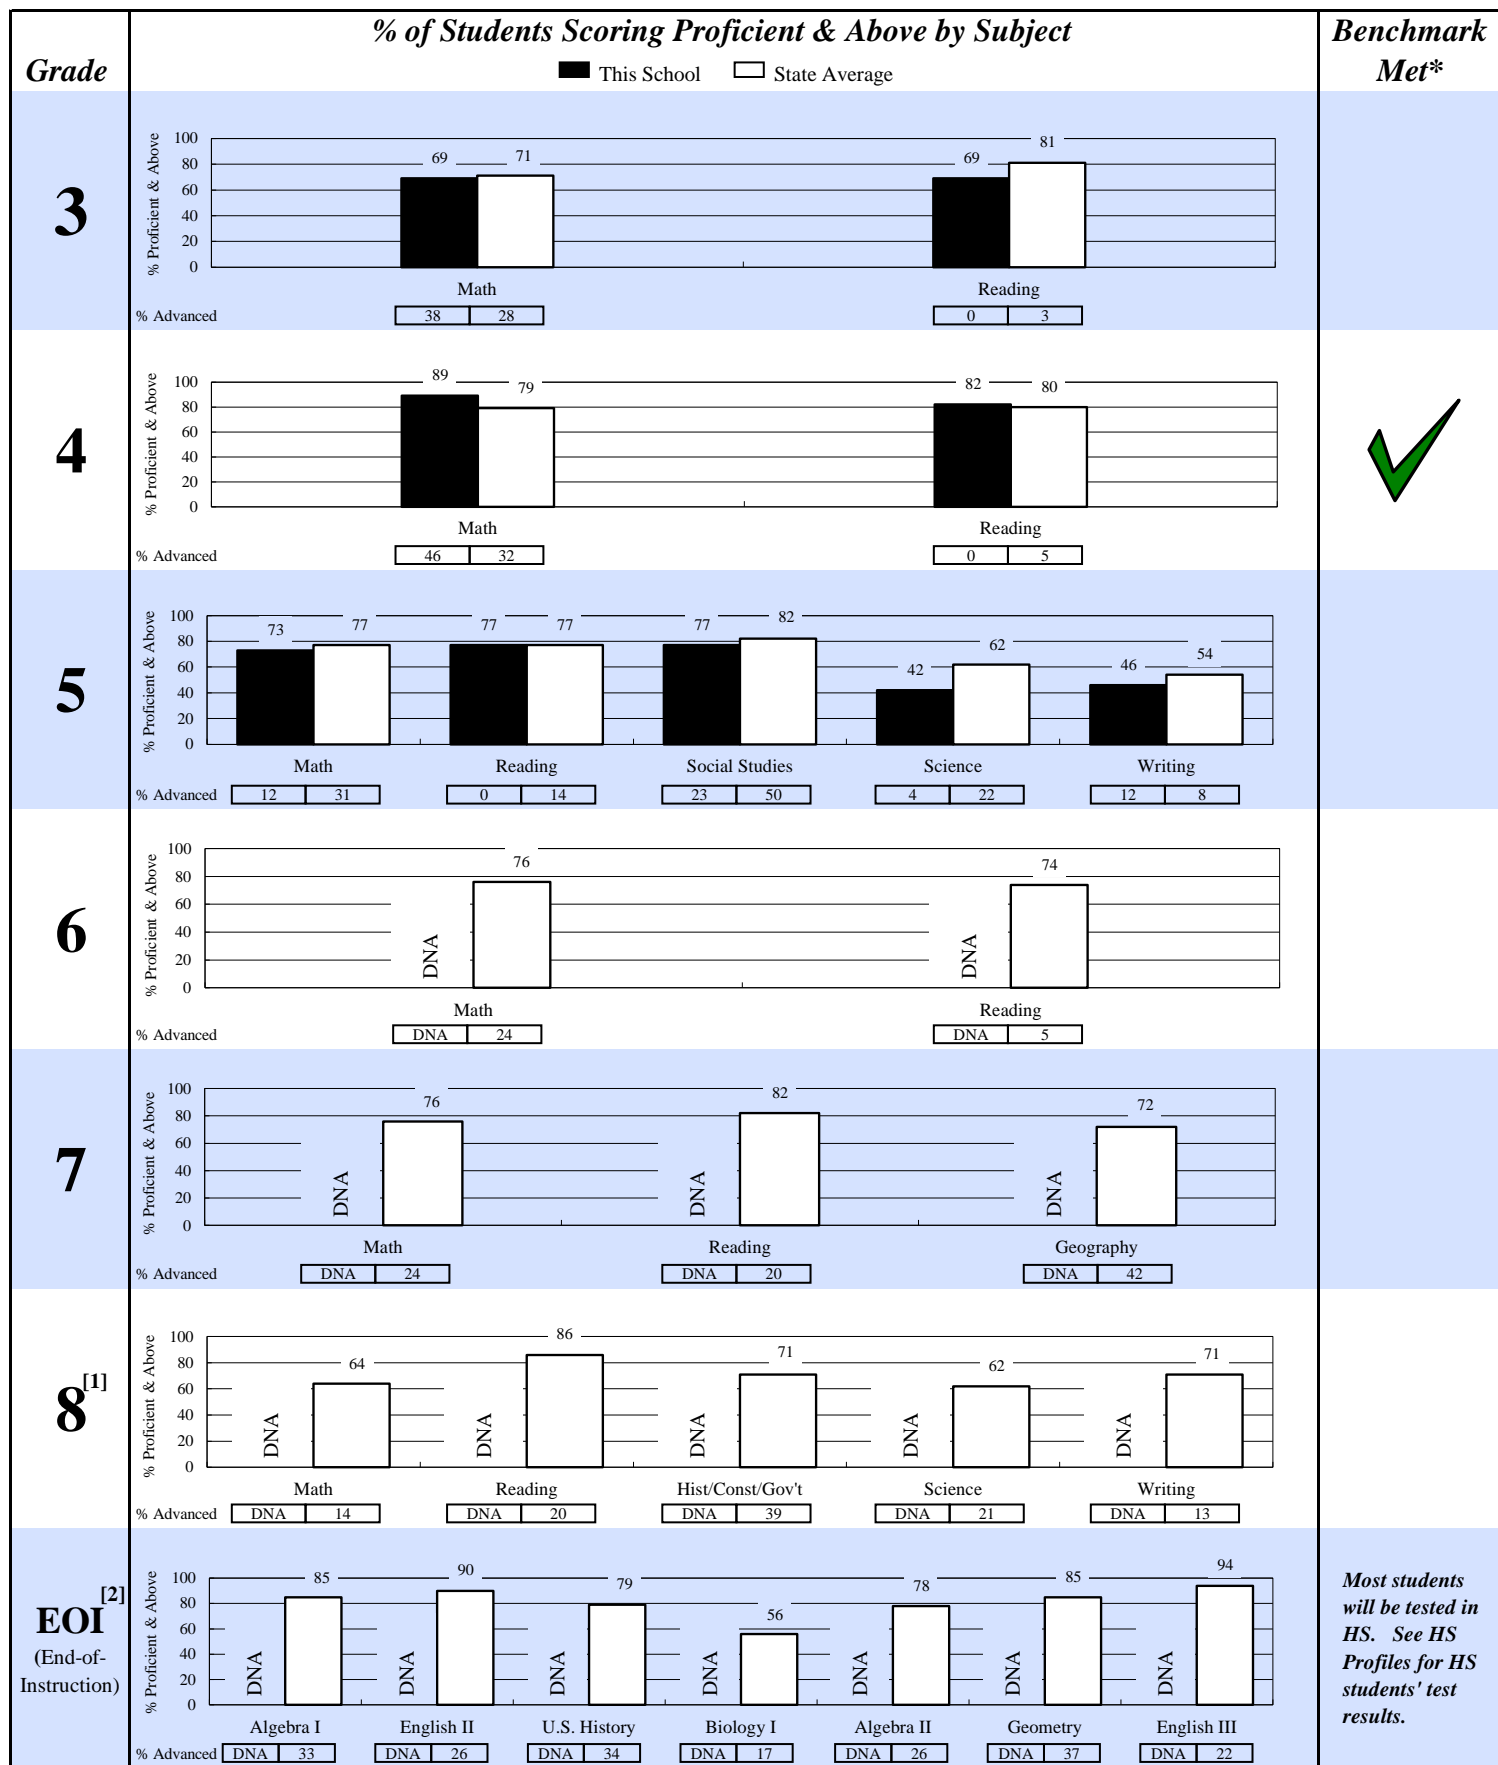 % of Students Scoring Proficient & Above by Subject
Benchmark
Met*
Grade
This School State Average
3
% Proficient & Above
100
80
60
40
20
0
69 71 69 81
Math Reading
% Advanced 38 28 0 3
4
% Proficient & Above
100
80
60
40
20
0
89 79 82 80
Math Reading
% Advanced 46 32 0 5
5
% Proficient & Above
100
80
60
40
20
0
73 77 77 77 77 82 42 62 46 54
Math Reading Social Studies Science Writing
% Advanced 12 31 0 14 23 50 4 22 12 8
6
% Proficient & Above
100
80
60
40
20
0
DNA 76 DNA 74
Math Reading
% Advanced DNA 24 DNA 5
7
% Proficient & Above
100
80
60
40
20
0
DNA 76 DNA 82 DNA 72
Math Reading Geography
% Advanced DNA 24 DNA 20 DNA 42
8[1]
% Proficient & Above
100
80
60
40
20
0
DNA 64 DNA 86 DNA 71 DNA 62 DNA 71
Math Reading Hist/Const/Gov't Science Writing
% Advanced DNA 14 DNA 20 DNA 39 DNA 21 DNA 13
EOI[2]
(End-of-
Instruction)
% Proficient & Above
100
80
60
40
20
0
DNA 85 DNA 90 DNA 79 DNA 56 DNA 78 DNA 85 DNA 94
Algebra I English II U.S. History Biology I Algebra II Geometry English III
% Advanced DNA 33 DNA 26 DNA 34 DNA 17 DNA 26 DNA 37 DNA 22
Most students
will be tested in
HS. See HS
Profiles for HS
students' test
results.